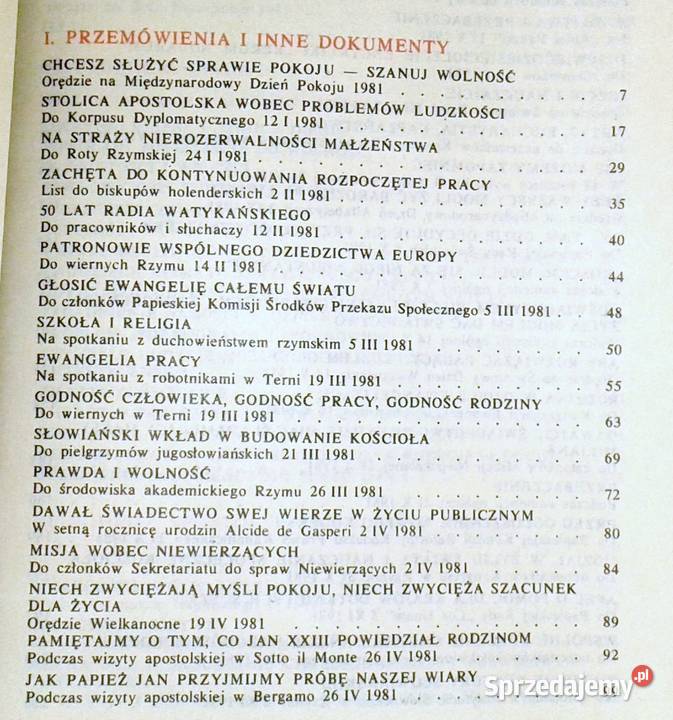 I. PRZEMÓWIENIA I INNE DOKUMENTY
CHCESZ SŁUŻYĆ SPRAWIE POKOJU — SZANUJ WOLNOŚĆ
Orędzie na Międzynarodowy Dzień Pokoju 1981 . . . . . . . 7
STOLICA APOSTOLSKA WOBEC PROBLEMÓW LUDZKOŚCI
Do Korpusu Dyplomatycznego 12 I 1981 . . . . . . . . . 17
NA STRAŻY NIEROZERWALNOŚCI MAŁŻEŃSTWA
Do Roty Rzymskiej 24 I 1981 . . . . . . . . . . . . 29
ZACHĘTA DO KONTYNUOWANIA ROZPOCZĘTEJ PRACY
List do biskupów holenderskich 2 II 1981 . . . . . . . . 35
50 LAT RADIA WATYKAŃSKIEGO
Do pracowników i słuchaczy 12 II 1981 . . . . . . . . . 40
PATRONOWIE WSPÓLNEGO DZIEDZICTWA EUROPY
Do wiernych Rzymu 14 II 1981 . . . . . . . . . . . 44
GŁOSIĆ EWANGELIĘ CAŁEMU ŚWIATU
Do członków Papieskiej Komisji Środków Przekazu Społecznego 5 III 1981 . 48
SZKOŁA I RELIGIA
Na spotkaniu z duchowieństwem rzymskim 5 III 1981 . . . . . . 50
EWANGELIA PRACY
Na spotkaniu z robotnikami w Terni 19 III 1981 . . . . . . . 55
GODNOŚĆ CZŁOWIEKA, GODNOŚĆ PRACY, GODNOŚĆ RODZINY
Do wiernych w Terni 19 III 1981 . . . . . . . . . . . 63
SŁOWIAŃSKI WKŁAD W BUDOWANIE KOŚCIOŁA
Do pielgrzymów jugosłowiańskich 21 III 1981 . . . . . . . . 69
PRAWDA I WOLNOŚĆ
Do środowiska akademickiego Rzymu 26 III 1981 . . . . . . . 72
DAWAŁ ŚWIADECTWO SWEJ WIERZE W ŻYCIU PUBLICZNYM
W setną rocznicę urodzin Alcide de Gasperi 2 IV 1981 . . . . . . 80
MISJA WOBEC NIEWIERZĄCYCH
Do członków Sekretariatu do spraw Niewierzących 2 IV 1981 . . . . 84
NIECH ZWYCIĘŻAJĄ MYŚLI POKOJU, NIECH ZWYCIĘŻA SZACUNEK
DLA ŻYCIA
Orędzie Wielkanocne 19 IV 1981 . . . . . . . . . . . 89
PAMIĘTAJMY O TYM, CO JAN XXIII POWIEDZIAŁ RODZINOM
Podczas wizyty apostolskiej w Sotto il Monte 26 IV 1981 . . . . . 92
JAK PAPIEŻ JAN PRZYJMIJMY PRÓBĘ NASZEJ WIARY
Podczas wizyty apostolskiej w Bergamo 26 IV 1981
Sprzedajemy.pl